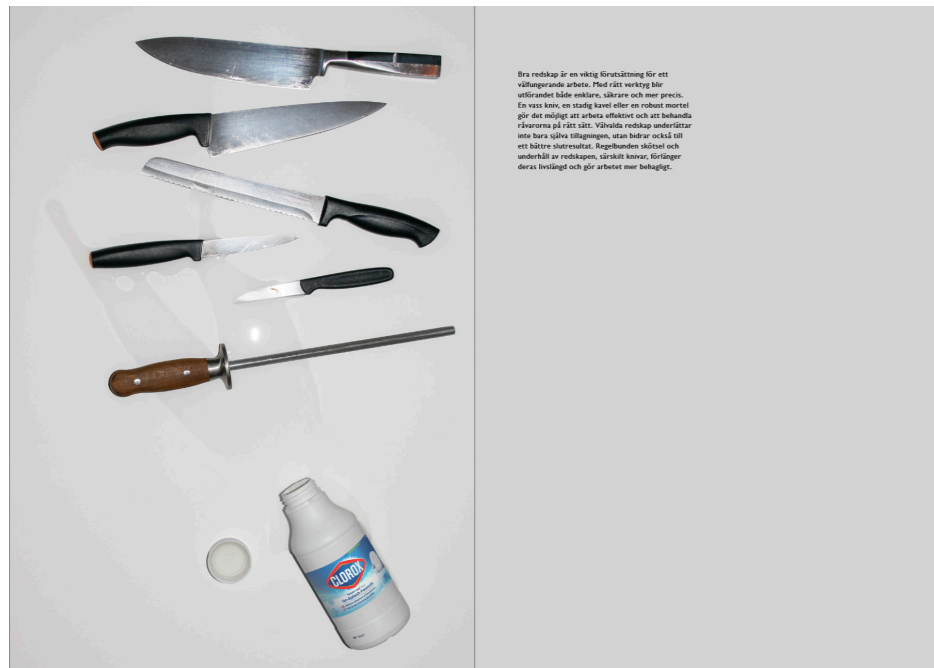 Bra redskap är en viktig förutsättning för ett
välfungerande arbete. Med rätt verktyg blir
utförandet både enklare, säkrare och mer precis.
En vass kniv, en stadig kavel eller en robust mortel
gör det möjligt att arbeta effektivt och att behandla
råvarorna på rätt sätt. Välvalda redskap underlättar
inte bara själva tillagningen, utan bidrar också till
ett bättre slutresultat. Regelbunden skötsel och
underhåll av redskapen, särskilt knivar, förlänger
deras livslängd och gör arbetet mer behagligt.
CLOROX